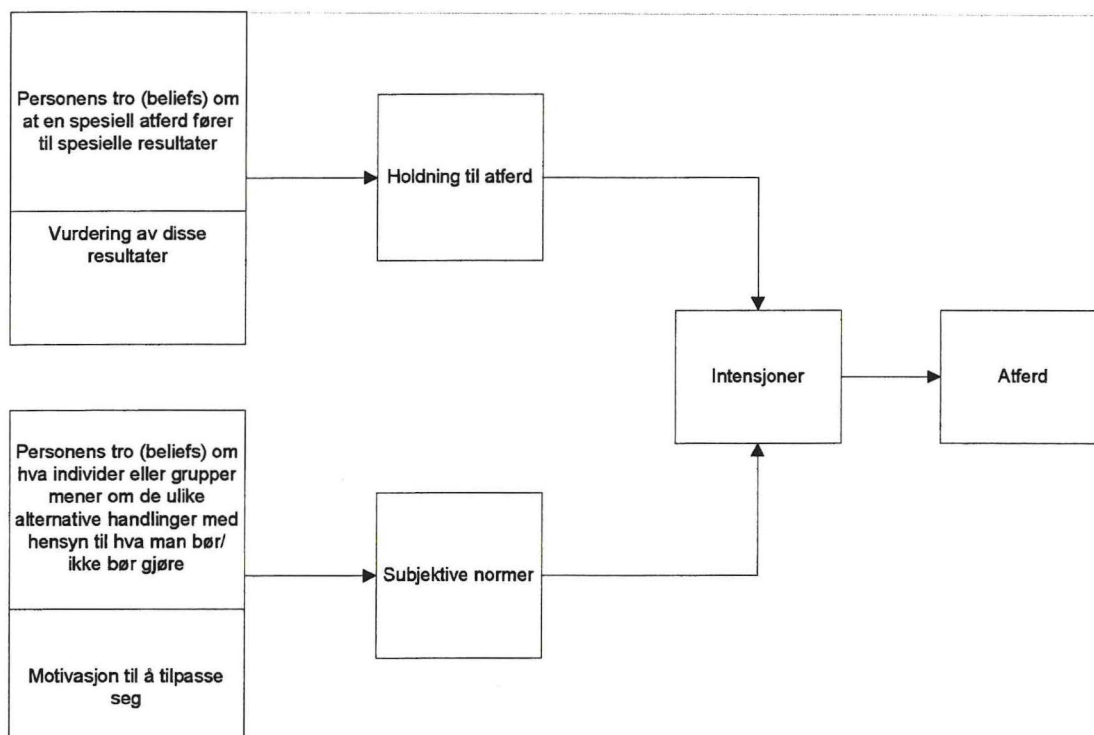 Personens tro (beliefs) om
at en spesiell atferd fører
til spesielle resultater
Vurdering av disse
resultater
Holdning til atferd
Intensjoner
Atferd
Personens tro (beliefs) om
hva individer eller grupper
mener om de ulike
alternative handlinger med
hensyn til hva man bør/
ikke bør gjøre
Motivasjon til å tilpasse
seg
Subjektive normer